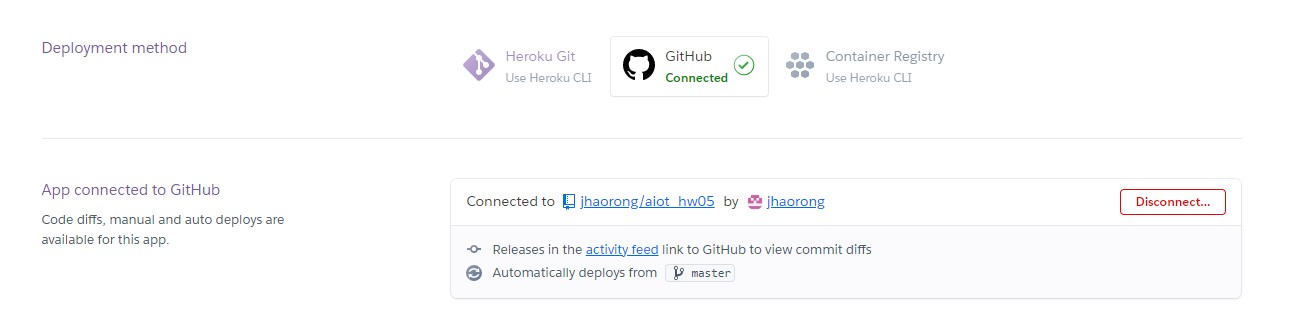 Deployment method
Heroku Git
Use Heroku CLI
GitHub
Connected
Container Registry
Use Heroku CLI
App connected to GitHub
Code diffs, manual and auto deploys are
available for this app.
Connected to jhaorong/aiot_hw05 by jhaorong
Disconnect...
Releases in the activity feed link to GitHub to view commit diffs
Automatically deploys from master